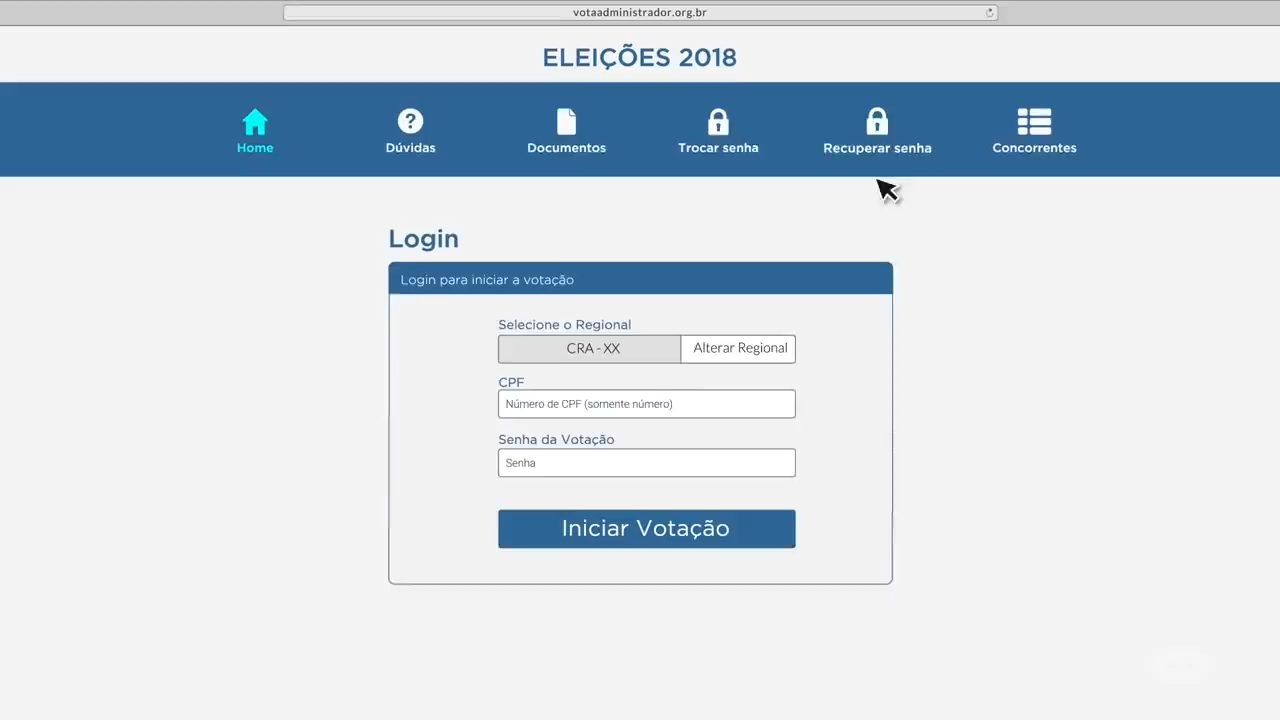 votaadministrador.org.br
ELEIÇÕES 2018
Home
Dúvidas
Documentos
Trocar senha
Recuperar senha
Concorrentes
Login
Login para iniciar a votação
Selecione o Regional
CRA - XX
Alterar Regional
CPF
Número de CPF (somente número)
Senha da Votação
Senha
Iniciar Votação